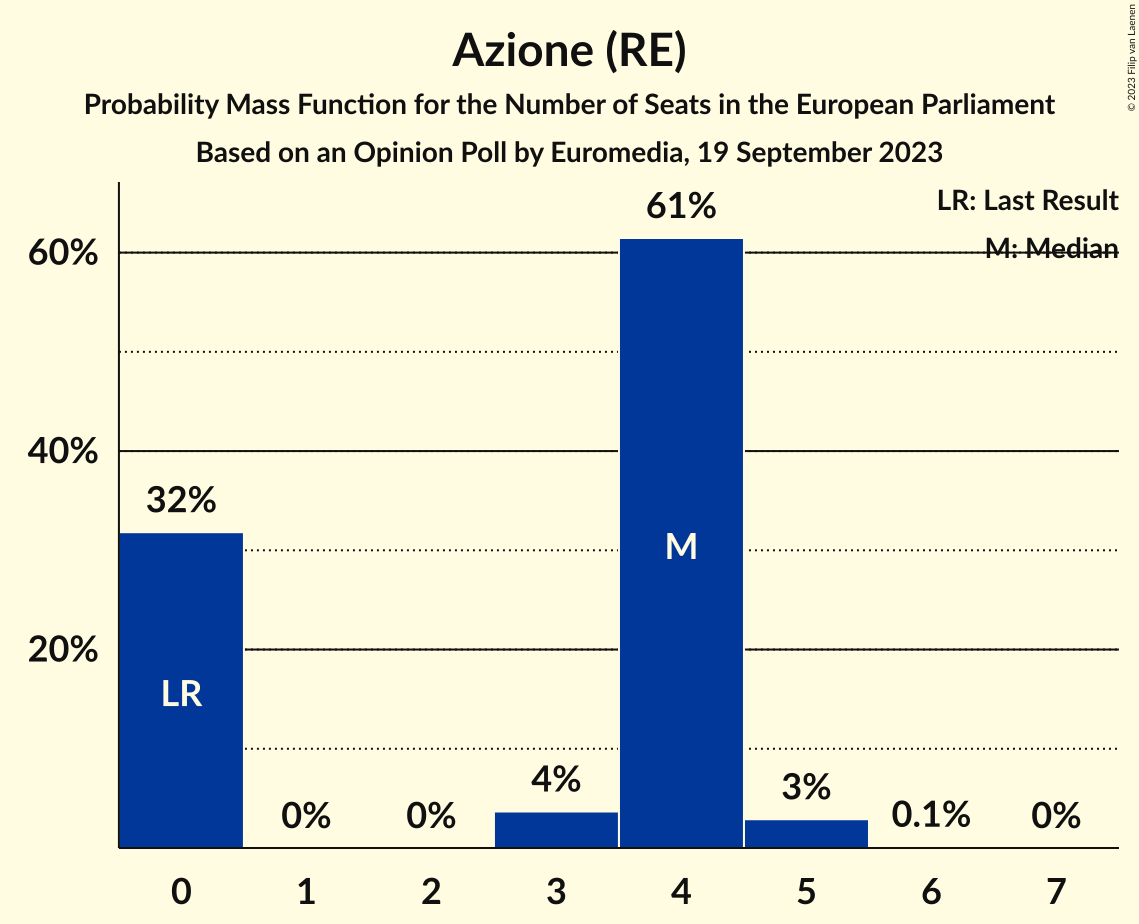 Azione (RE)
Probability Mass Function for the Number of Seats in the European Parliament
Based on an Opinion Poll by Euromedia, 19 September 2023
© 2023 Filip van Laenen
LR: Last Result
M: Median
61%
60%
40%
32%
M
20%
LR
4%
3%
0%
0%
0.1%
0%
0 1 2 3 4 5 6 7